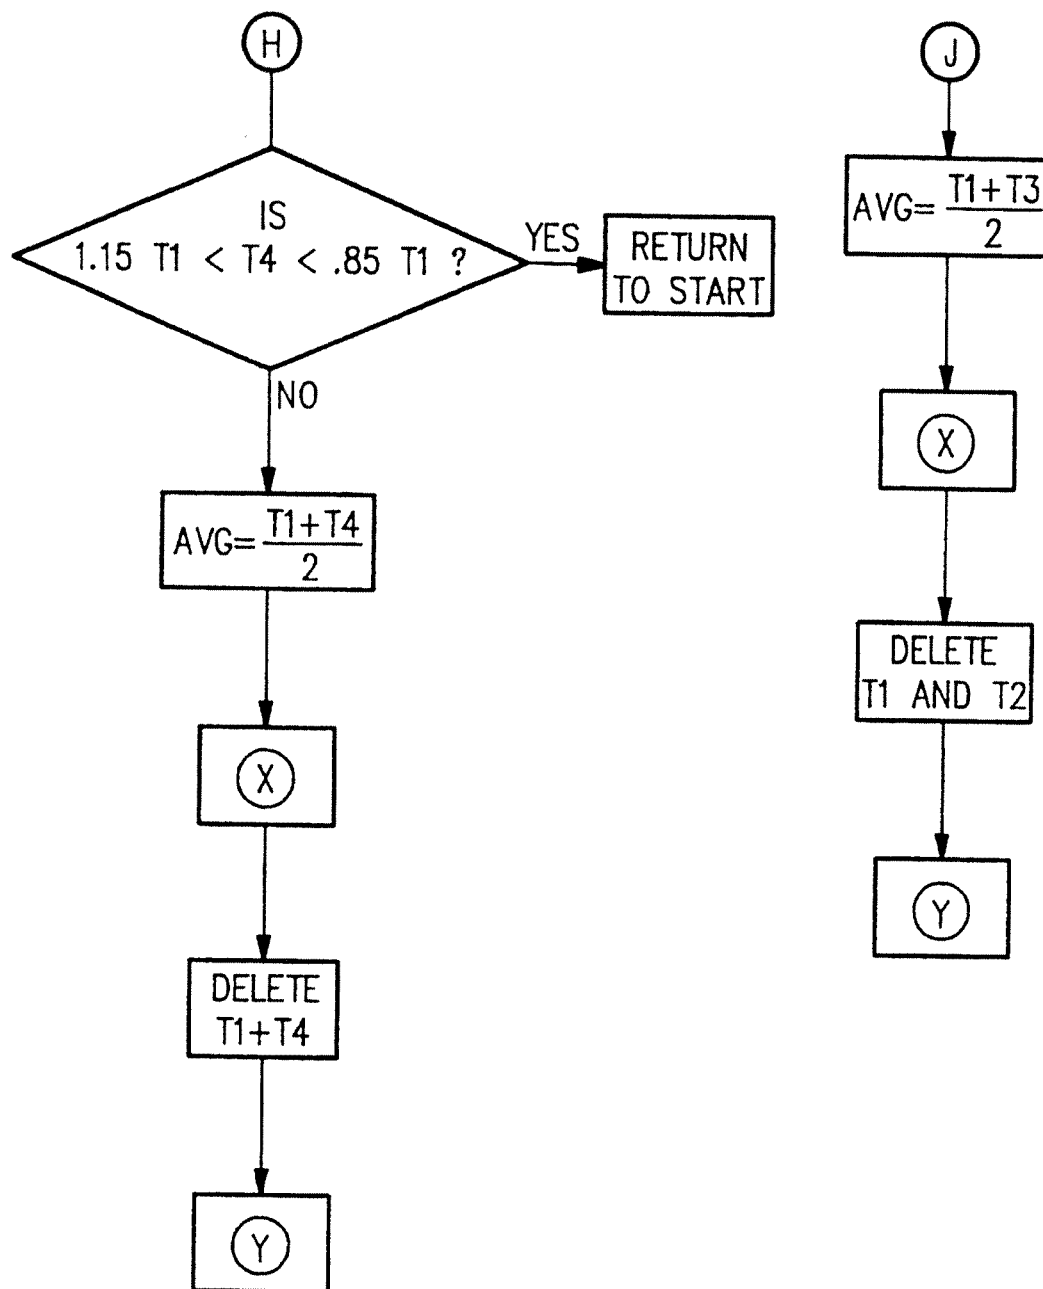 H
IS
1.15 T1 < T4 < .85 T1 ?
YES
RETURN
TO START
NO
AVG= T1+T4
2
X
DELETE
T1+T4
Y
J
AVG= T1+T3
2
X
DELETE
T1 AND T2
Y